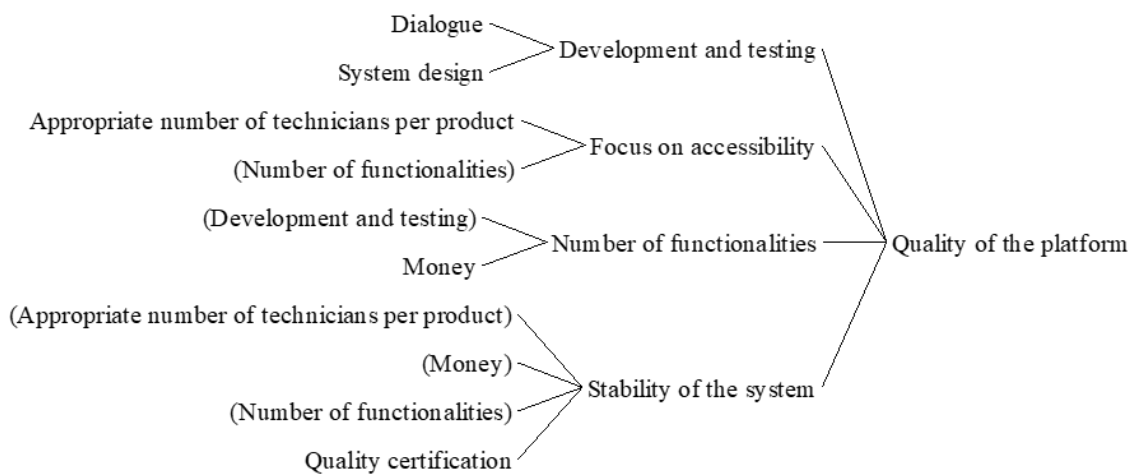 Dialogue
System design
Development and testing
Appropriate number of technicians per product
(Number of functionalities)
Focus on accessibility
(Development and testing)
Money
Number of functionalities
(Appropriate number of technicians per product)
(Money)
(Number of functionalities)
Quality certification
Stability of the system
Quality of the platform